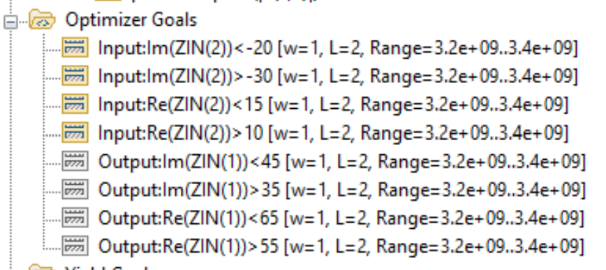 Optimizer Goals
Input:Im(ZIN(2))<-20 [w=1, L=2, Range=3.2e+09..3.4e+09]
Input:Im(ZIN(2))>-30 [w=1, L=2, Range=3.2e+09..3.4e+09]
Input:Re(ZIN(2))<15 [w=1, L=2, Range=3.2e+09..3.4e+09]
Input:Re(ZIN(2))>10 [w=1, L=2, Range=3.2e+09..3.4e+09]
Output:Im(ZIN(1))<45 [w=1, L=2, Range=3.2e+09..3.4e+09]
Output:Im(ZIN(1))>35 [w=1, L=2, Range=3.2e+09..3.4e+09]
Output:Re(ZIN(1))<65 [w=1, L=2, Range=3.2e+09..3.4e+09]
Output:Re(ZIN(1))>55 [w=1, L=2, Range=3.2e+09..3.4e+09]